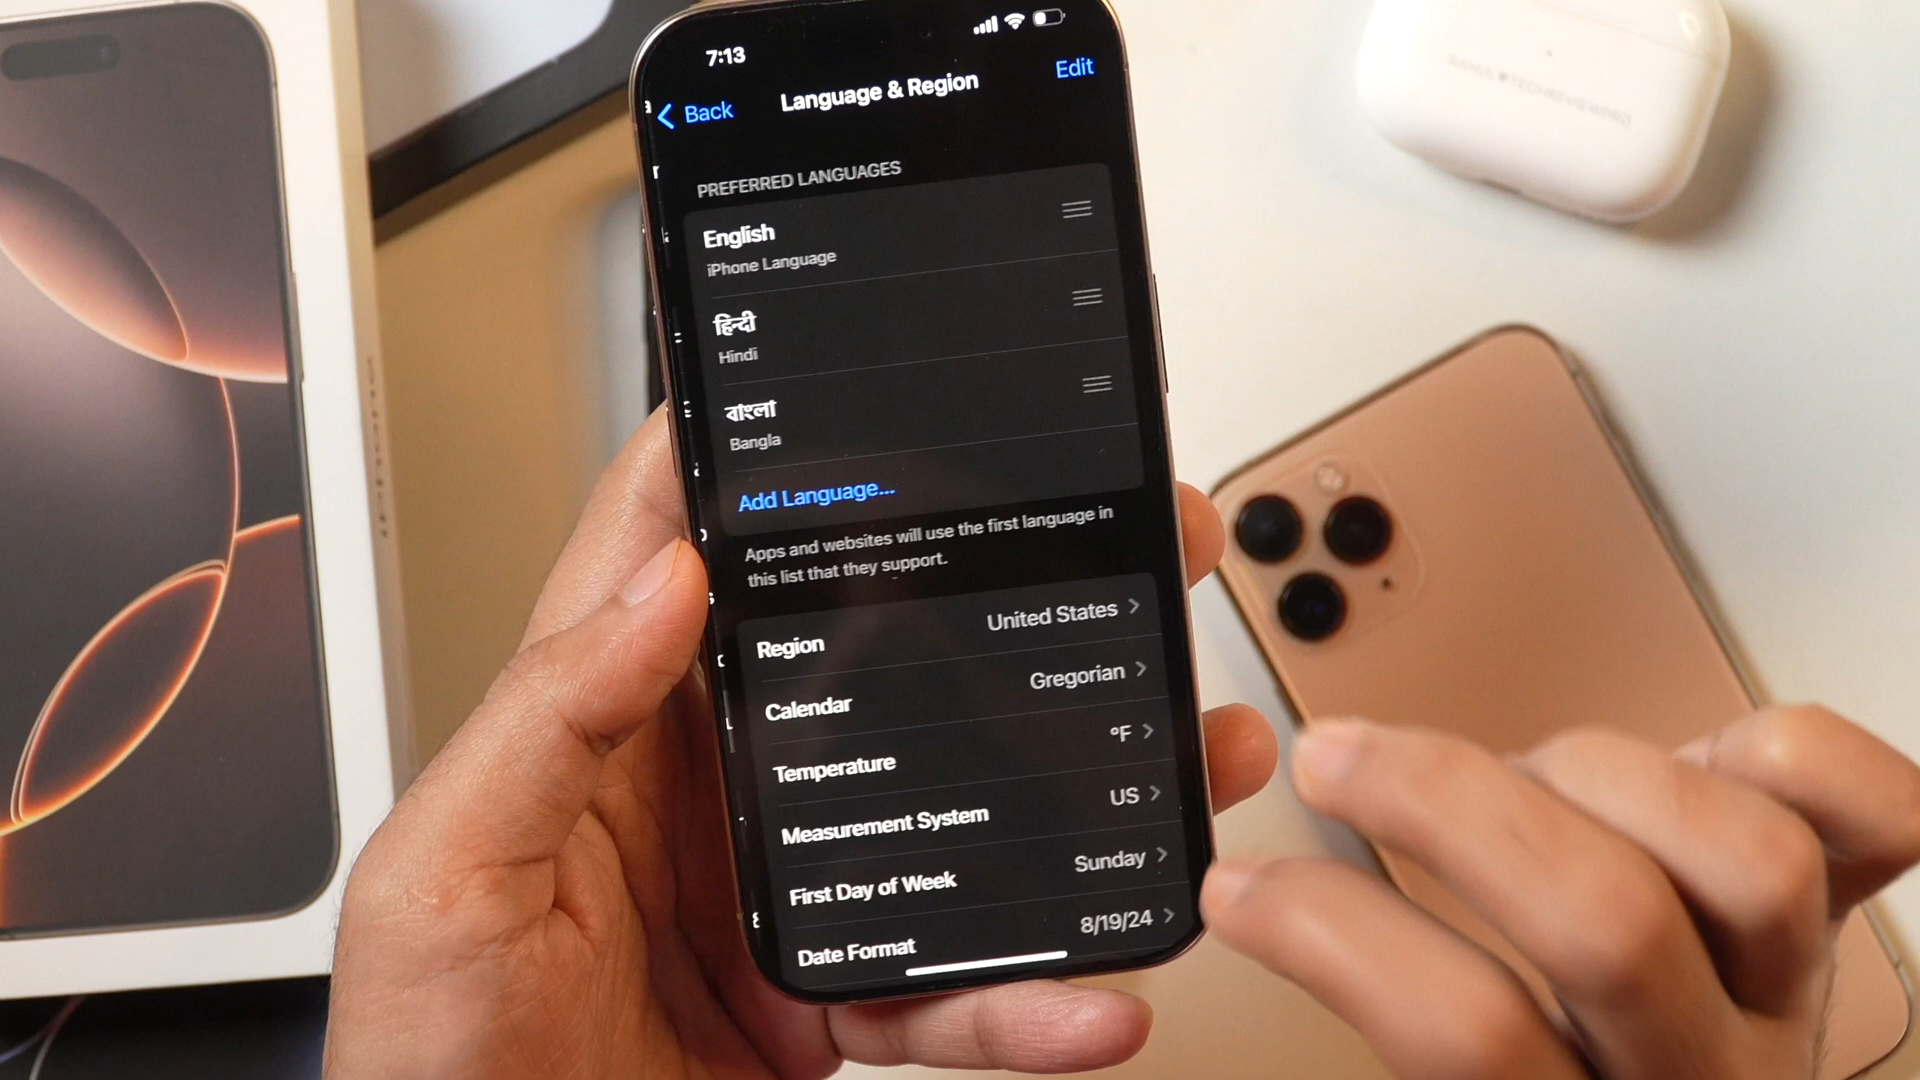 7:13
Back
Language & Region
Edit
PREFERRED LANGUAGES
English
iPhone Language
हिन्दी
Hindi
বাংলা
Bangla
Add Language...
Apps and websites will use the first language in
this list that they support.
Region United States
Calendar Gregorian
Temperature °F
Measurement System US
First Day of Week Sunday
Date Format 8/19/24
iPhone
TECHREVIEWPRO